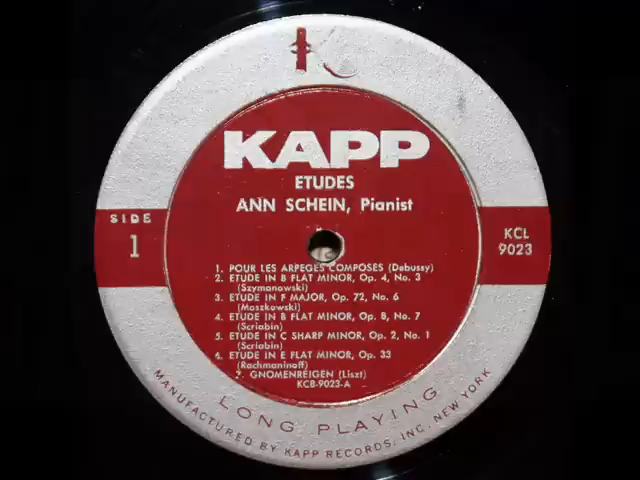 K
KAPP
ETUDES
ANN SCHEIN, Pianist
SIDE
1
KCL
9023
1. POUR LES ARPEGES COMPOSES (Debussy)
2. ETUDE IN B FLAT MINOR, Op. 4, No. 3
(Szymanowski)
3. ETUDE IN F MAJOR, Op. 72, No. 6
(Moszkowski)
4. ETUDE IN B FLAT MINOR, Op. 8, No. 7
(Scriabin)
5. ETUDE IN C SHARP MINOR, Op. 2, No. 1
(Scriabin)
6. ETUDE IN E FLAT MINOR, Op. 33
(Rachmaninoff)
7. GNOMENREIGEN (Liszt)
KCB-9023-A
LONG PLAYING
MANUFACTURED BY KAPP RECORDS, INC. NEW YORK